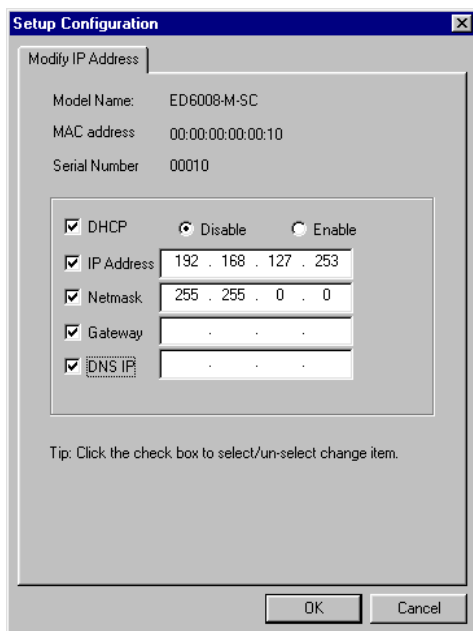 Setup Configuration
Modify IP Address
Model Name: ED6008-M-SC
MAC address 00:00:00:00:00:10
Serial Number 00010
DHCP Disable Enable
IP Address 192 . 168 . 127 . 253
Netmask 255 . 255 . 0 . 0
Gateway . . .
DNS IP . . .
Tip: Click the check box to select/un-select change item.
OK Cancel